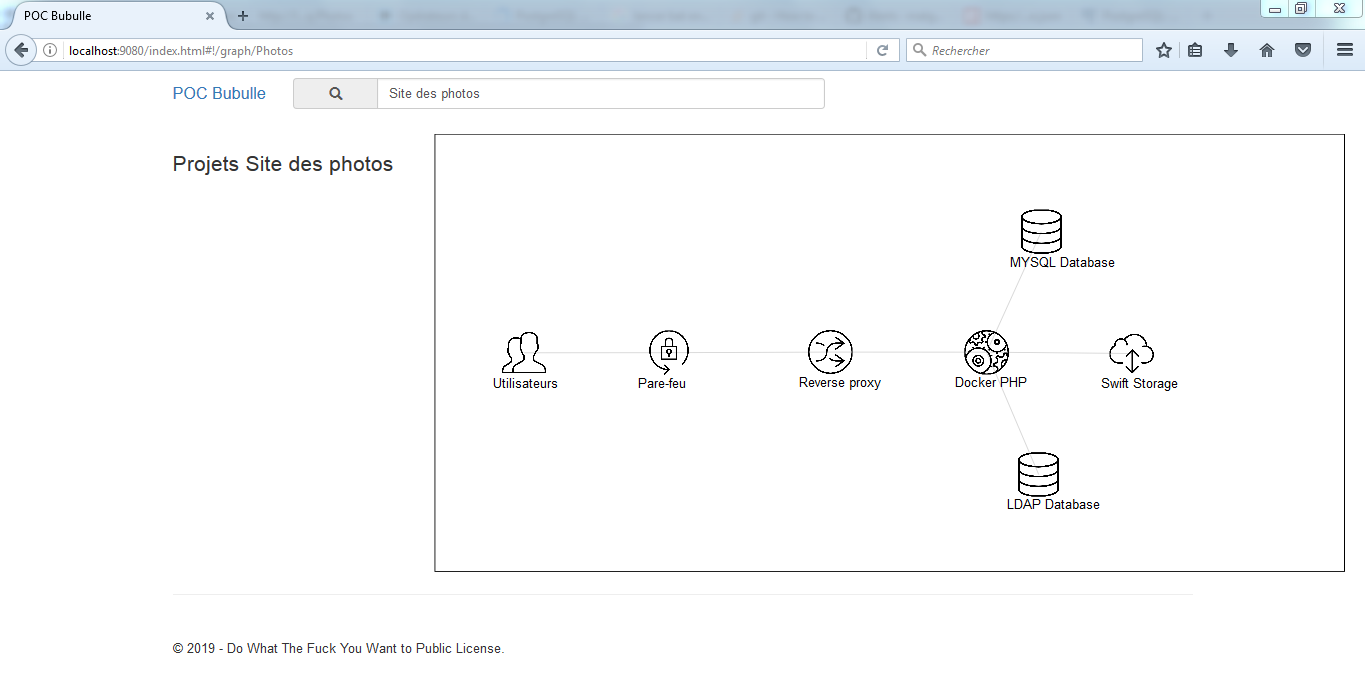 POC Bubulle
localhost:9080/index.html#!/graph/Photos
Rechercher
POC Bubulle
Site des photos
Projets Site des photos
MYSQL Database
Utilisateurs
Pare-feu
Reverse proxy
Docker PHP
Swift Storage
LDAP Database
© 2019 - Do What The Fuck You Want to Public License.